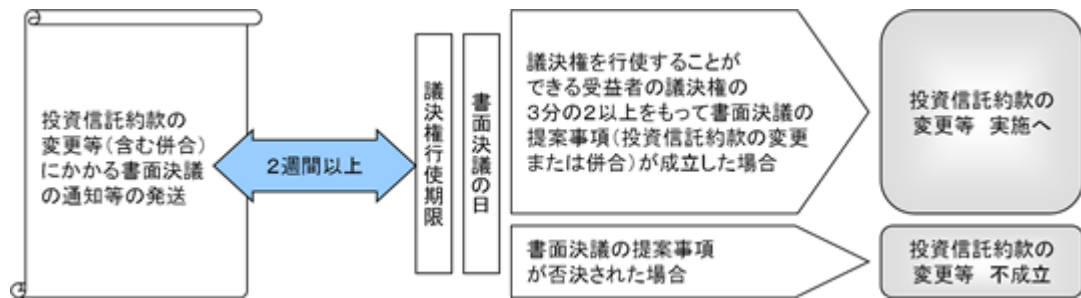 投資信託約款の
変更等(含む併合)
にかかる書面決議
の通知等の発送
2週間以上
議決権行使期限
書面決議の日
議決権を行使することが
できる受益者の議決権の
3分の2以上をもって書面決議の
提案事項(投資信託約款の変更
または併合)が成立した場合
投資信託約款の
変更等 実施へ
書面決議の提案事項
が否決された場合
投資信託約款の
変更等 不成立